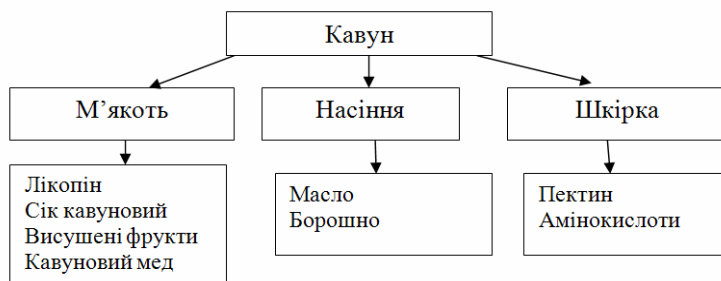 Кавун
М’якоть
Насіння
Шкірка
Лікопін
Сік кавуновий
Висушені фрукти
Кавуновий мед
Масло
Борошно
Пектин
Амінокислоти